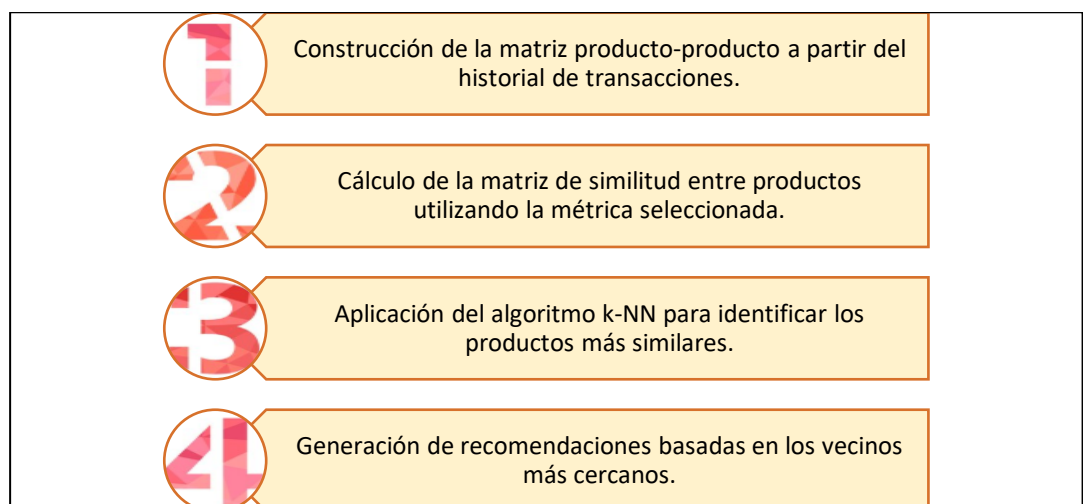 1
Construcción de la matriz producto-producto a partir del
historial de transacciones.
2
Cálculo de la matriz de similitud entre productos
utilizando la métrica seleccionada.
3
Aplicación del algoritmo k-NN para identificar los
productos más similares.
4
Generación de recomendaciones basadas en los vecinos
más cercanos.